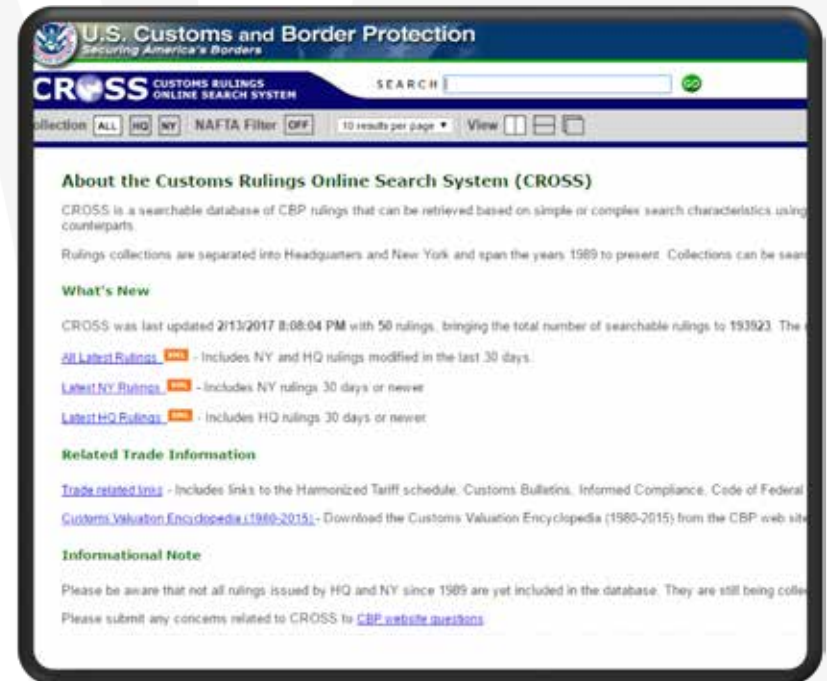 U.S. Customs and Border Protection
Securing America's Borders
CROSS CUSTOMS RULINGS
ONLINE SEARCH SYSTEM
SEARCH
GO
ollection ALL HQ NY NAFTA Filter OFF 10 results per page View
About the Customs Rulings Online Search System (CROSS)
CROSS is a searchable database of CBP rulings that can be retrieved based on simple or complex search characteristics using
counterparts.
Rulings collections are separated into Headquarters and New York and span the years 1989 to present. Collections can be sear
What's New
CROSS was last updated 2/13/2017 8:08:04 PM with 50 rulings, bringing the total number of searchable rulings to 193923. The
All Latest Rulings XML - Includes NY and HQ rulings modified in the last 30 days.
Latest NY Rulings XML - Includes NY rulings 30 days or newer
Latest HQ Rulings XML - Includes HQ rulings 30 days or newer
Related Trade Information
Trade related links - Includes links to the Harmonized Tariff schedule, Customs Bulletins, Informed Compliance, Code of Federal
Customs Valuation Encyclopedia (1980-2015) - Download the Customs Valuation Encyclopedia (1980-2015) from the CBP web site
Informational Note
Please be aware that not all rulings issued by HQ and NY since 1989 are yet included in the database. They are still being colle
Please submit any concerns related to CROSS to CBP website questions